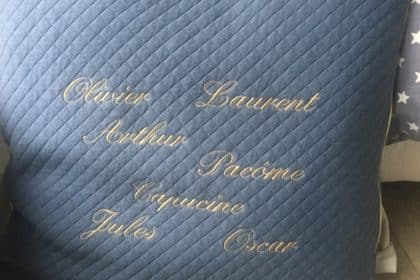 Olivier Laurent
Arthur
Pacôme
Capucine
Jules Oscar